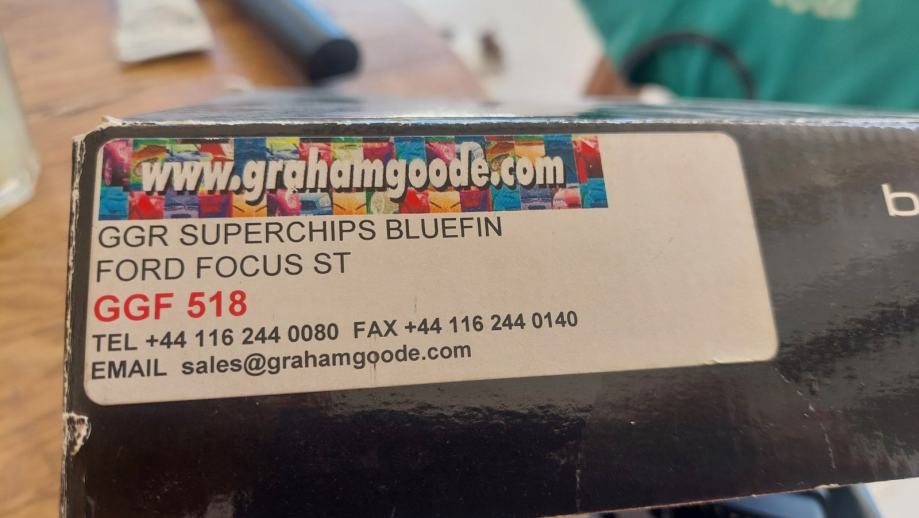 www.grahamgoode.com
GGR SUPERCHIPS BLUEFIN
FORD FOCUS ST
GGF 518
TEL +44 116 244 0080 FAX +44 116 244 0140
EMAIL sales@grahamgoode.com
b